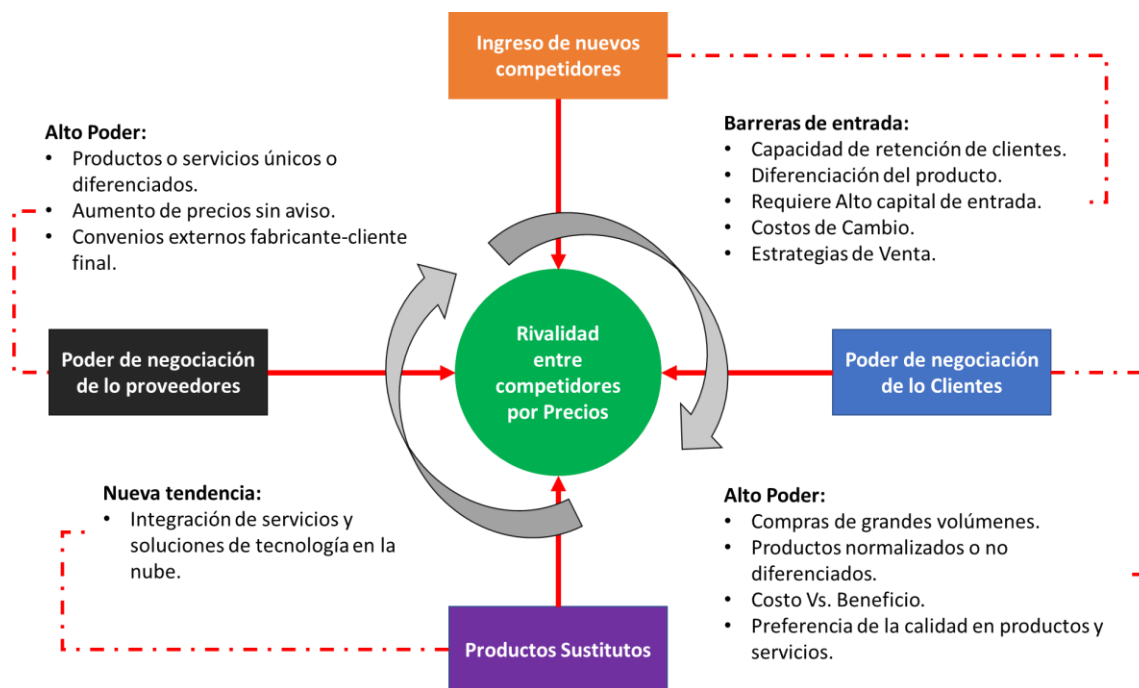 Ingreso de nuevos
competidores
Alto Poder:
• Productos o servicios únicos o
diferenciados.
• Aumento de precios sin aviso.
• Convenios externos fabricante-cliente
final.
Barreras de entrada:
• Capacidad de retención de clientes.
• Diferenciación del producto.
• Requiere Alto capital de entrada.
• Costos de Cambio.
• Estrategias de Venta.
Poder de negociación
de lo proveedores
Rivalidad
entre
competidores
por Precios
Poder de negociación
de lo Clientes
Nueva tendencia:
• Integración de servicios y
soluciones de tecnología en la
nube.
Alto Poder:
• Compras de grandes volúmenes.
• Productos normalizados o no
diferenciados.
• Costo Vs. Beneficio.
• Preferencia de la calidad en productos y
servicios.
Productos Sustitutos